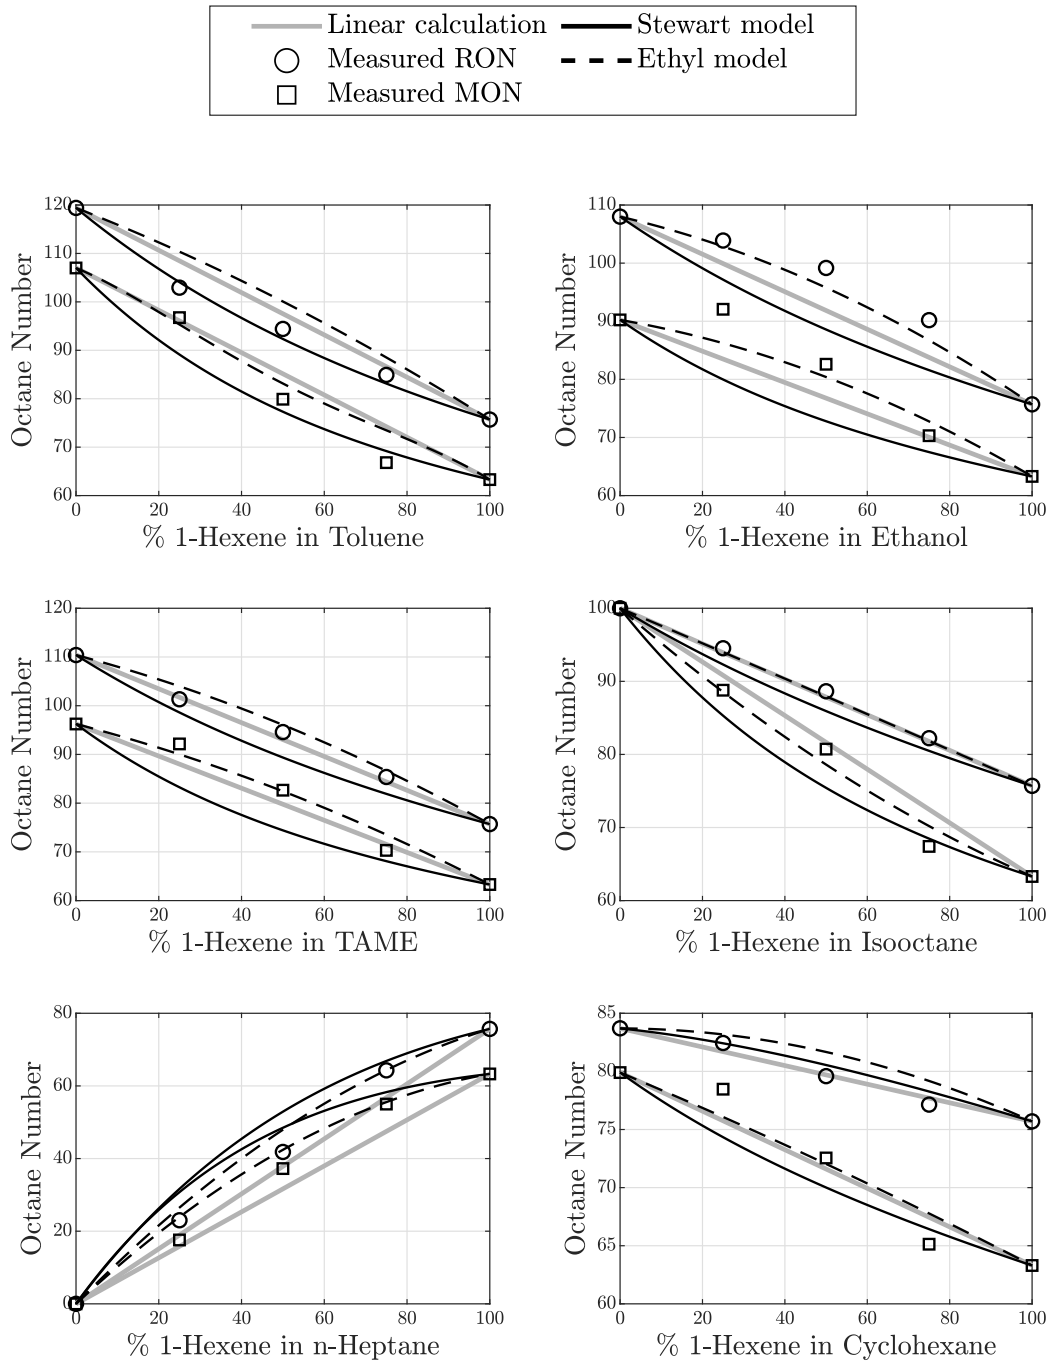 Linear calculation
Stewart model
Measured RON
Ethyl model
Measured MON
120
110
100
90
80
70
60
Octane Number
0 20 40 60 80 100
% 1-Hexene in Toluene
110
100
90
80
70
60
Octane Number
0 20 40 60 80 100
% 1-Hexene in Ethanol
120
110
100
90
80
70
60
Octane Number
0 20 40 60 80 100
% 1-Hexene in TAME
100
90
80
70
60
Octane Number
0 20 40 60 80 100
% 1-Hexene in Isooctane
80
60
40
20
0
Octane Number
0 20 40 60 80 100
% 1-Hexene in n-Heptane
85
80
75
70
65
60
Octane Number
0 20 40 60 80 100
% 1-Hexene in Cyclohexane